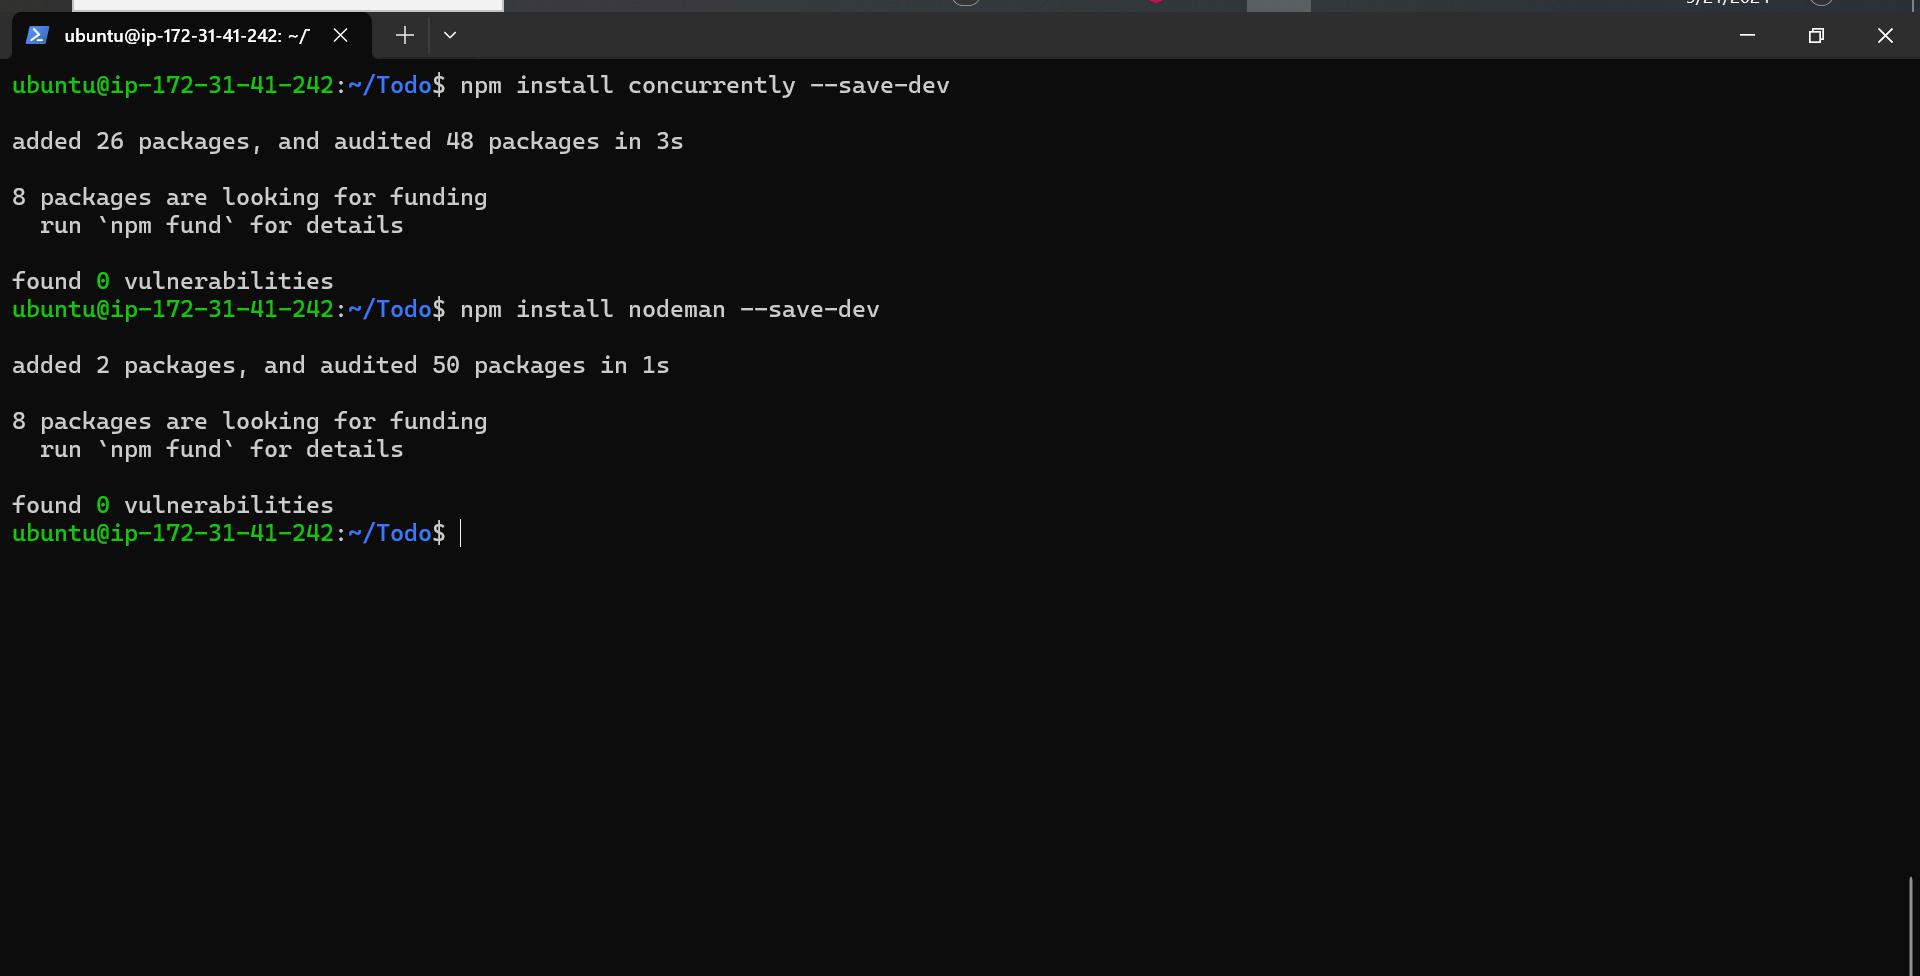 ubuntu@ip-172-31-41-242: ~/
ubuntu@ip-172-31-41-242:~/Todo$ npm install concurrently --save-dev
added 26 packages, and audited 48 packages in 3s
8 packages are looking for funding
  run `npm fund` for details
found 0 vulnerabilities
ubuntu@ip-172-31-41-242:~/Todo$ npm install nodeman --save-dev
added 2 packages, and audited 50 packages in 1s
8 packages are looking for funding
  run `npm fund` for details
found 0 vulnerabilities
ubuntu@ip-172-31-41-242:~/Todo$